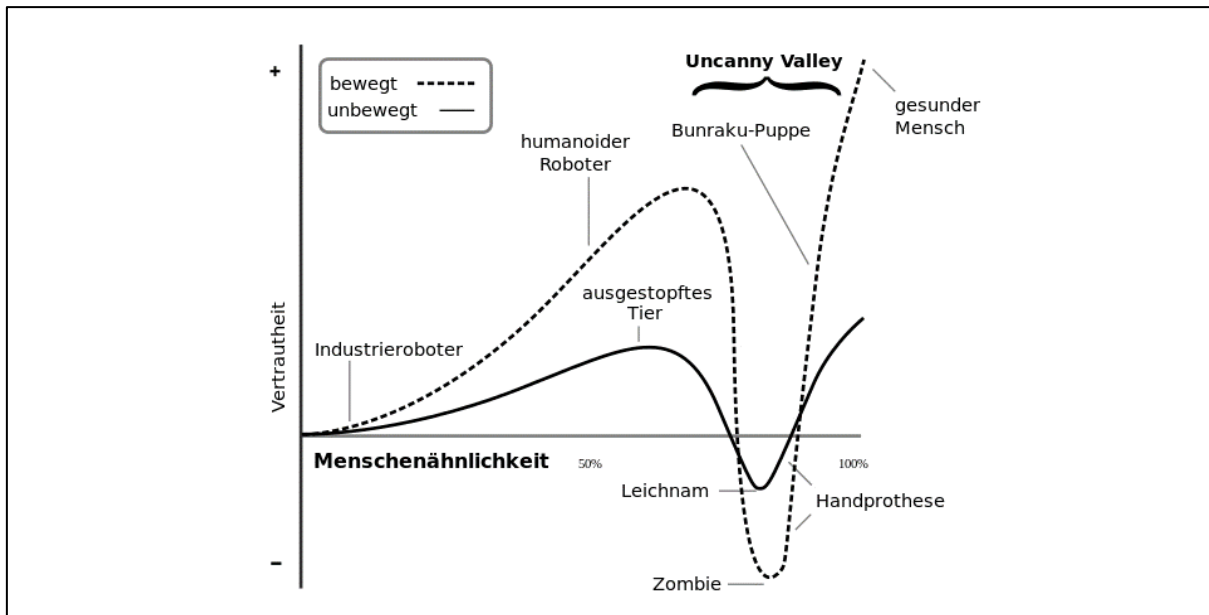 Uncanny Valley
+
bewegt
unbewegt
gesunder
Mensch
Bunraku-Puppe
humanoider
Roboter
ausgestopftes
Tier
Vertrautheit
Industrieroboter
Menschenähnlichkeit
50%
100%
Leichnam
Handprothese
–
Zombie